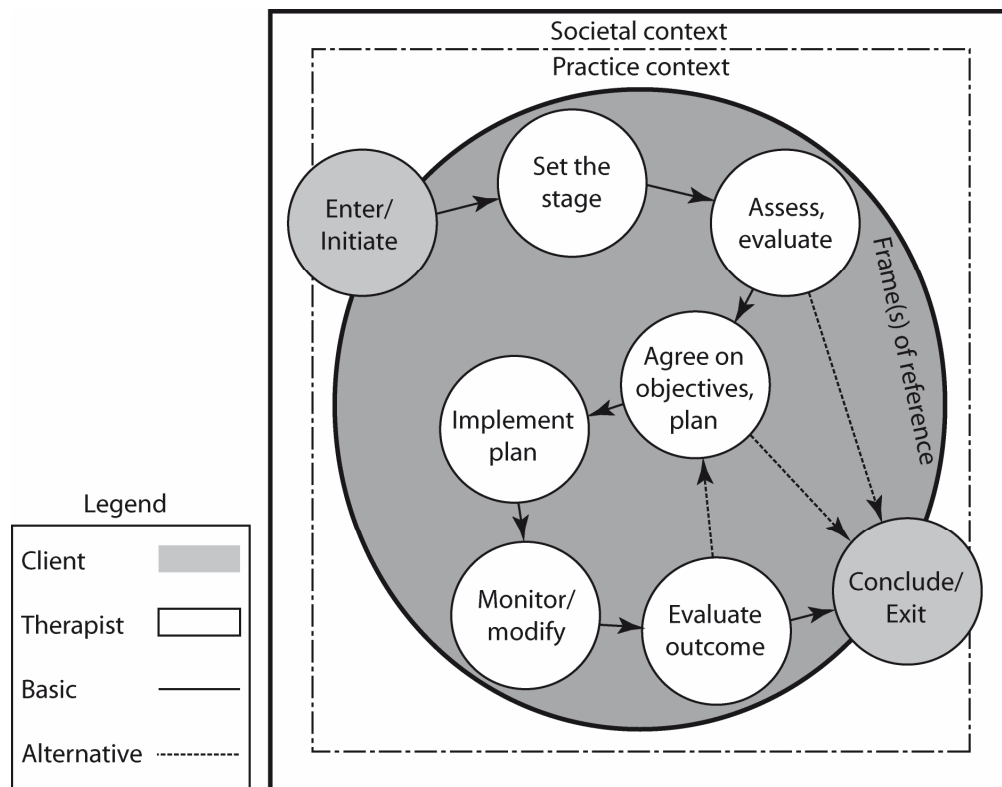 Societal context
Practice context
Enter/
Initiate
Set the
stage
Assess,
evaluate
Frame(s) of reference
Agree on
objectives,
plan
Implement
plan
Monitor/
modify
Evaluate
outcome
Conclude/
Exit
Legend
Client
Therapist
Basic
Alternative